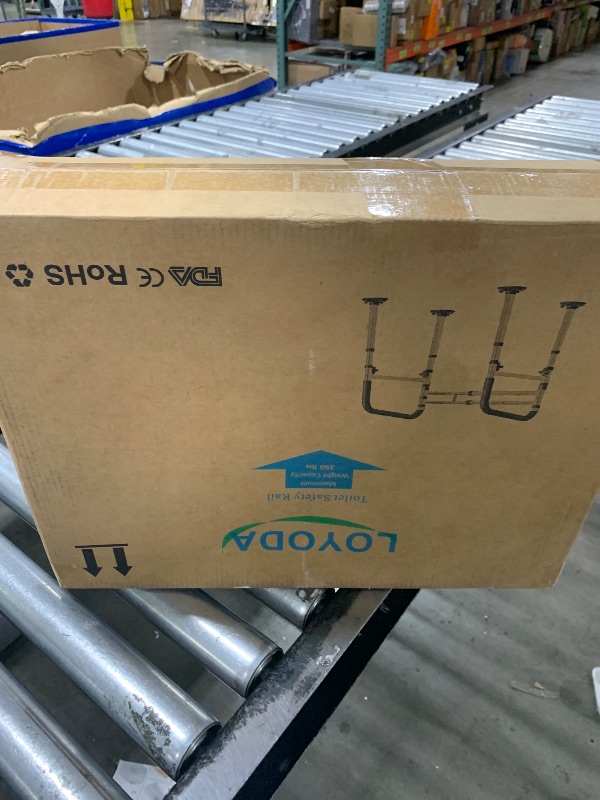 LOYODA
Toilet Safety Rail
Maximum
Weight Capacity
350 lbs
FDA CE RoHS